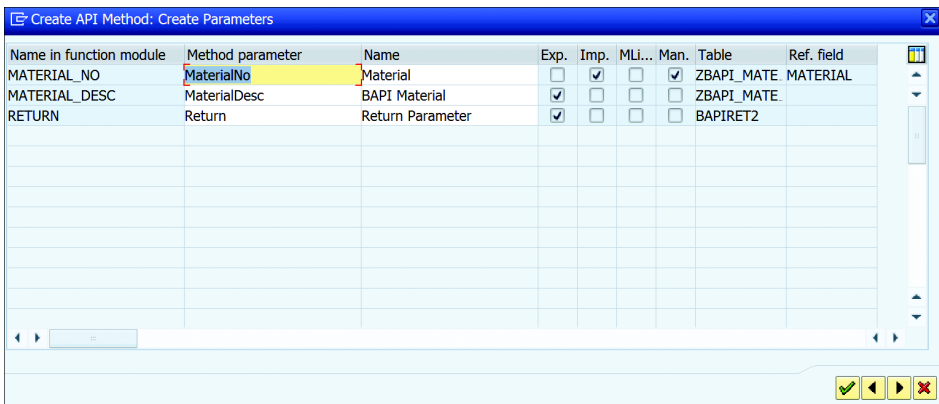 Create API Method: Create Parameters
Name in function module Method parameter Name Exp. Imp. MLi... Man. Table Ref. field
MATERIAL_NO MaterialNo Material ZBAPI_MATE.. MATERIAL
MATERIAL_DESC MaterialDesc BAPI Material ZBAPI_MATE..
RETURN Return Return Parameter BAPIRET2